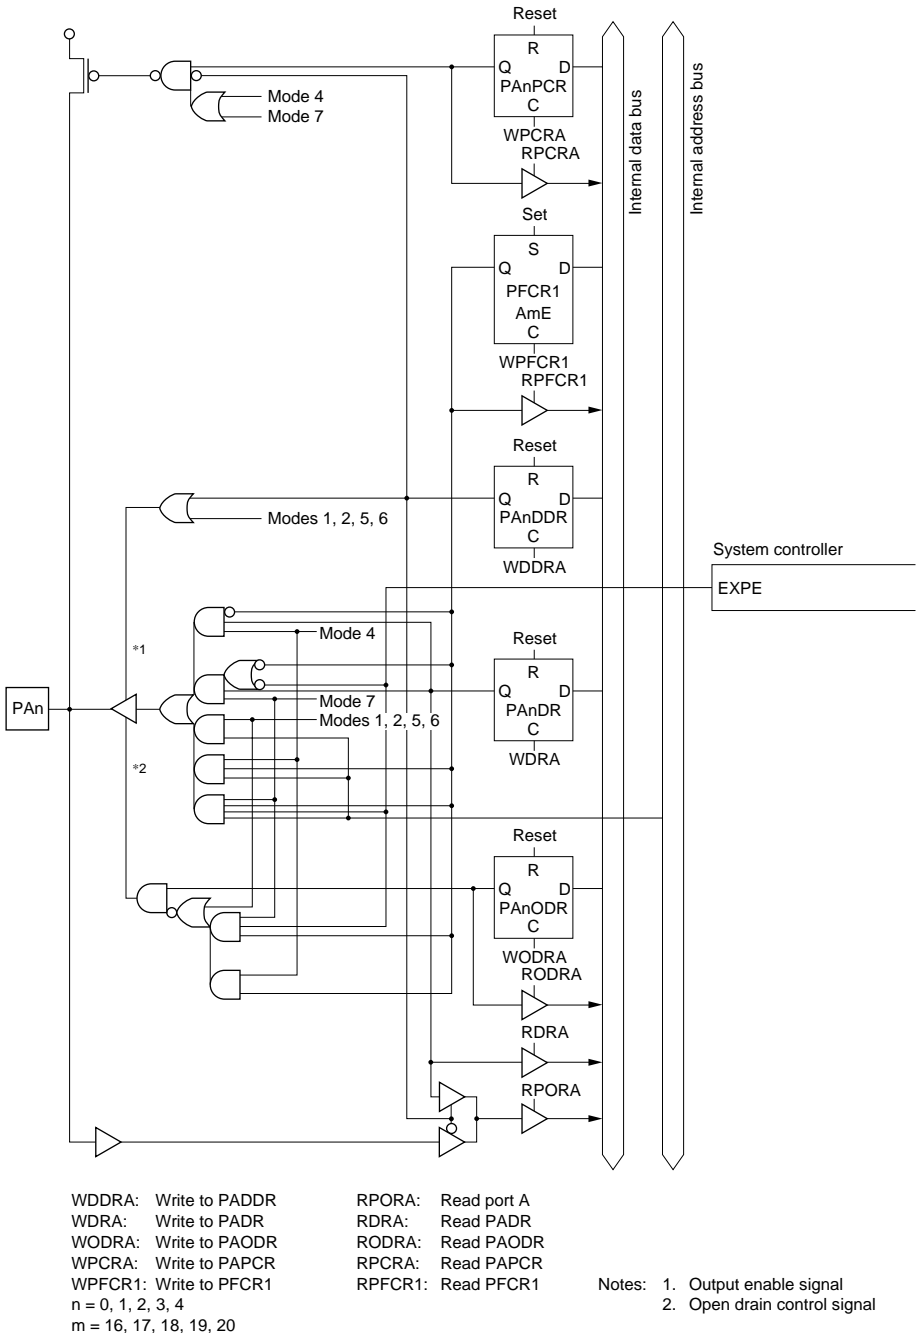 Reset
R
Q D
PAnPCR
C
Mode 4
Mode 7
WPCRA
RPCRA
Internal data bus
Internal address bus
Set
S
Q D
PFCR1
AmE
C
WPFCR1
RPFCR1
Reset
R
Q D
PAnDDR
C
Modes 1, 2, 5, 6
WDDRA
System controller
EXPE
Mode 4
*1
Reset
R
Q D
PAnDR
C
Mode 7
PAn
Modes 1, 2, 5, 6
WDRA
*2
Reset
R
Q D
PAnODR
C
WODRA
RODRA
RDRA
RPORA
WDDRA: Write to PADDR RPORA: Read port A
WDRA: Write to PADR RDRA: Read PADR
WODRA: Write to PAODR RODRA: Read PAODR
WPCRA: Write to PAPCR RPCRA: Read PAPCR
WPFCR1: Write to PFCR1 RPFCR1: Read PFCR1 Notes: 1. Output enable signal
n = 0, 1, 2, 3, 4 2. Open drain control signal
m = 16, 17, 18, 19, 20